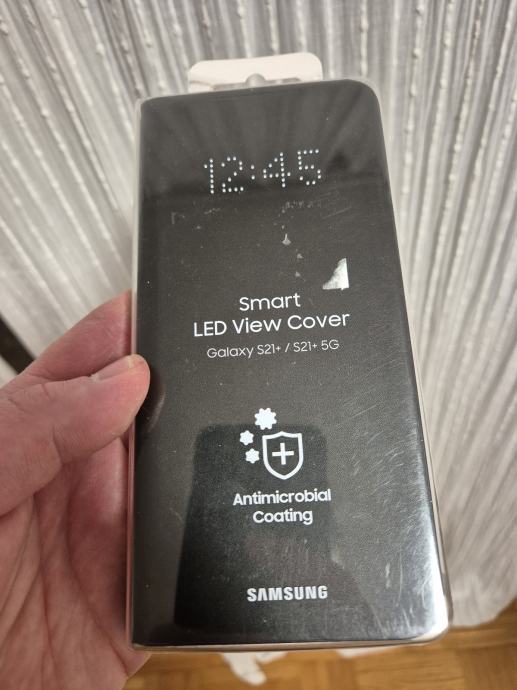 12:45
Smart
LED View Cover
Galaxy S21+ / S21+ 5G
Antimicrobial
Coating
SAMSUNG